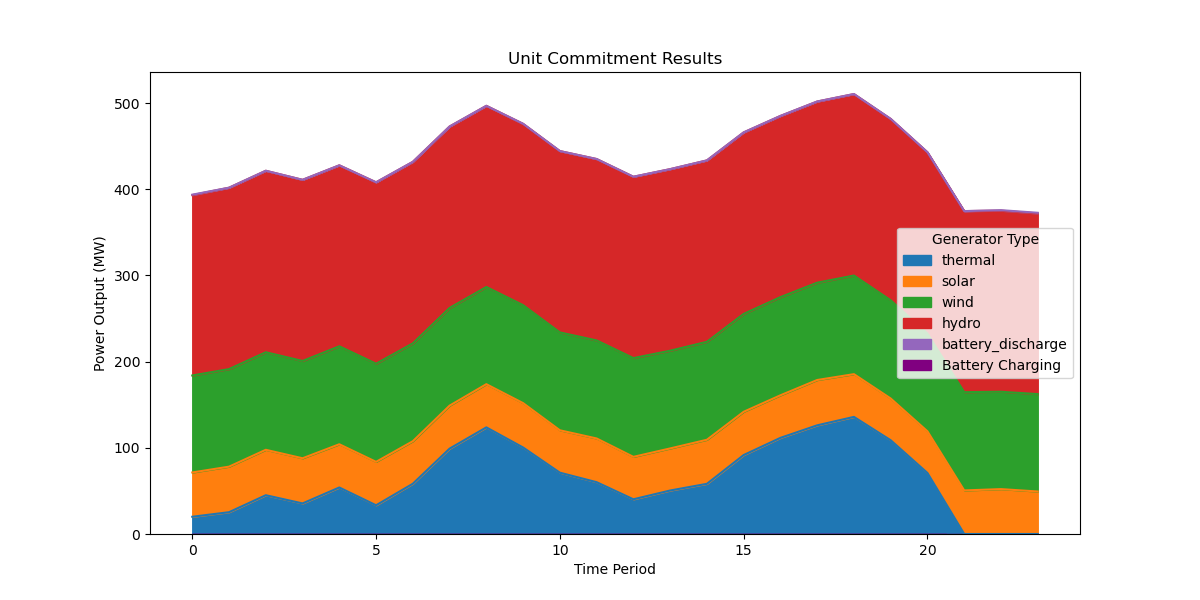 Unit Commitment Results
Power Output (MW)
500
400
300
200
100
0
0 5 10 15 20
Time Period
Generator Type
thermal
solar
wind
hydro
battery_discharge
Battery Charging